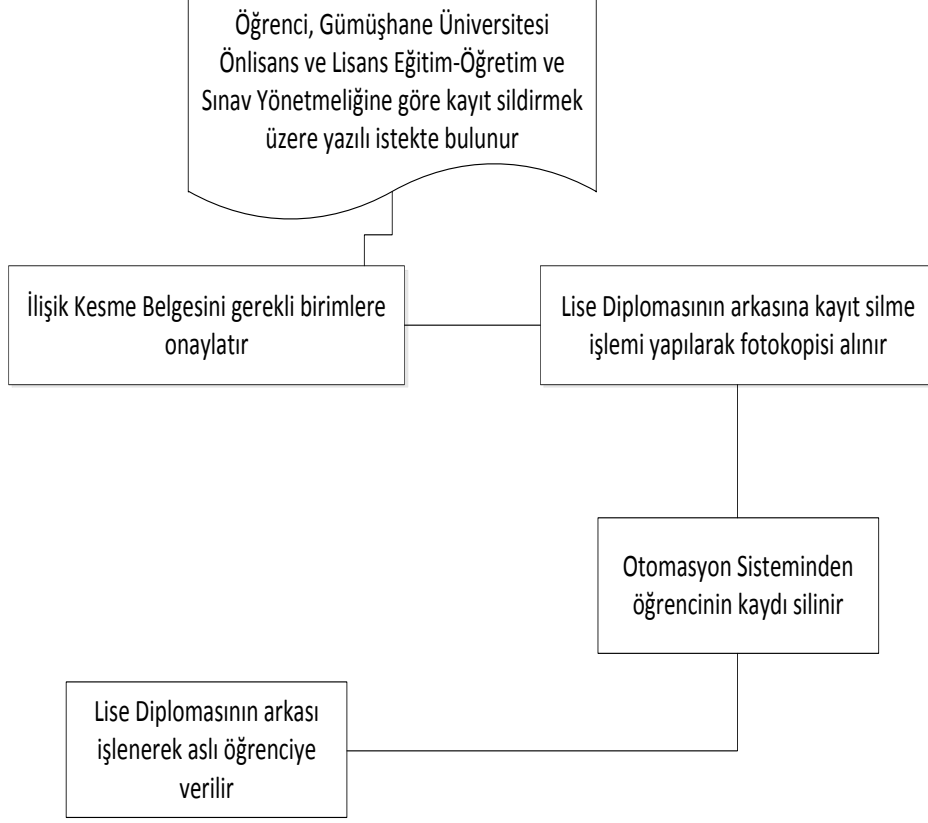 Öğrenci, Gümüşhane Üniversitesi
Önlisans ve Lisans Eğitim-Öğretim ve
Sınav Yönetmeliğine göre kayıt sildirmek
üzere yazılı istekte bulunur
İlişik Kesme Belgesini gerekli birimlere
onaylatır
Lise Diplomasının arkasına kayıt silme
işlemi yapılarak fotokopisi alınır
Otomasyon Sisteminden
öğrencinin kaydı silinir
Lise Diplomasının arkası
işlenerek aslı öğrenciye
verilir